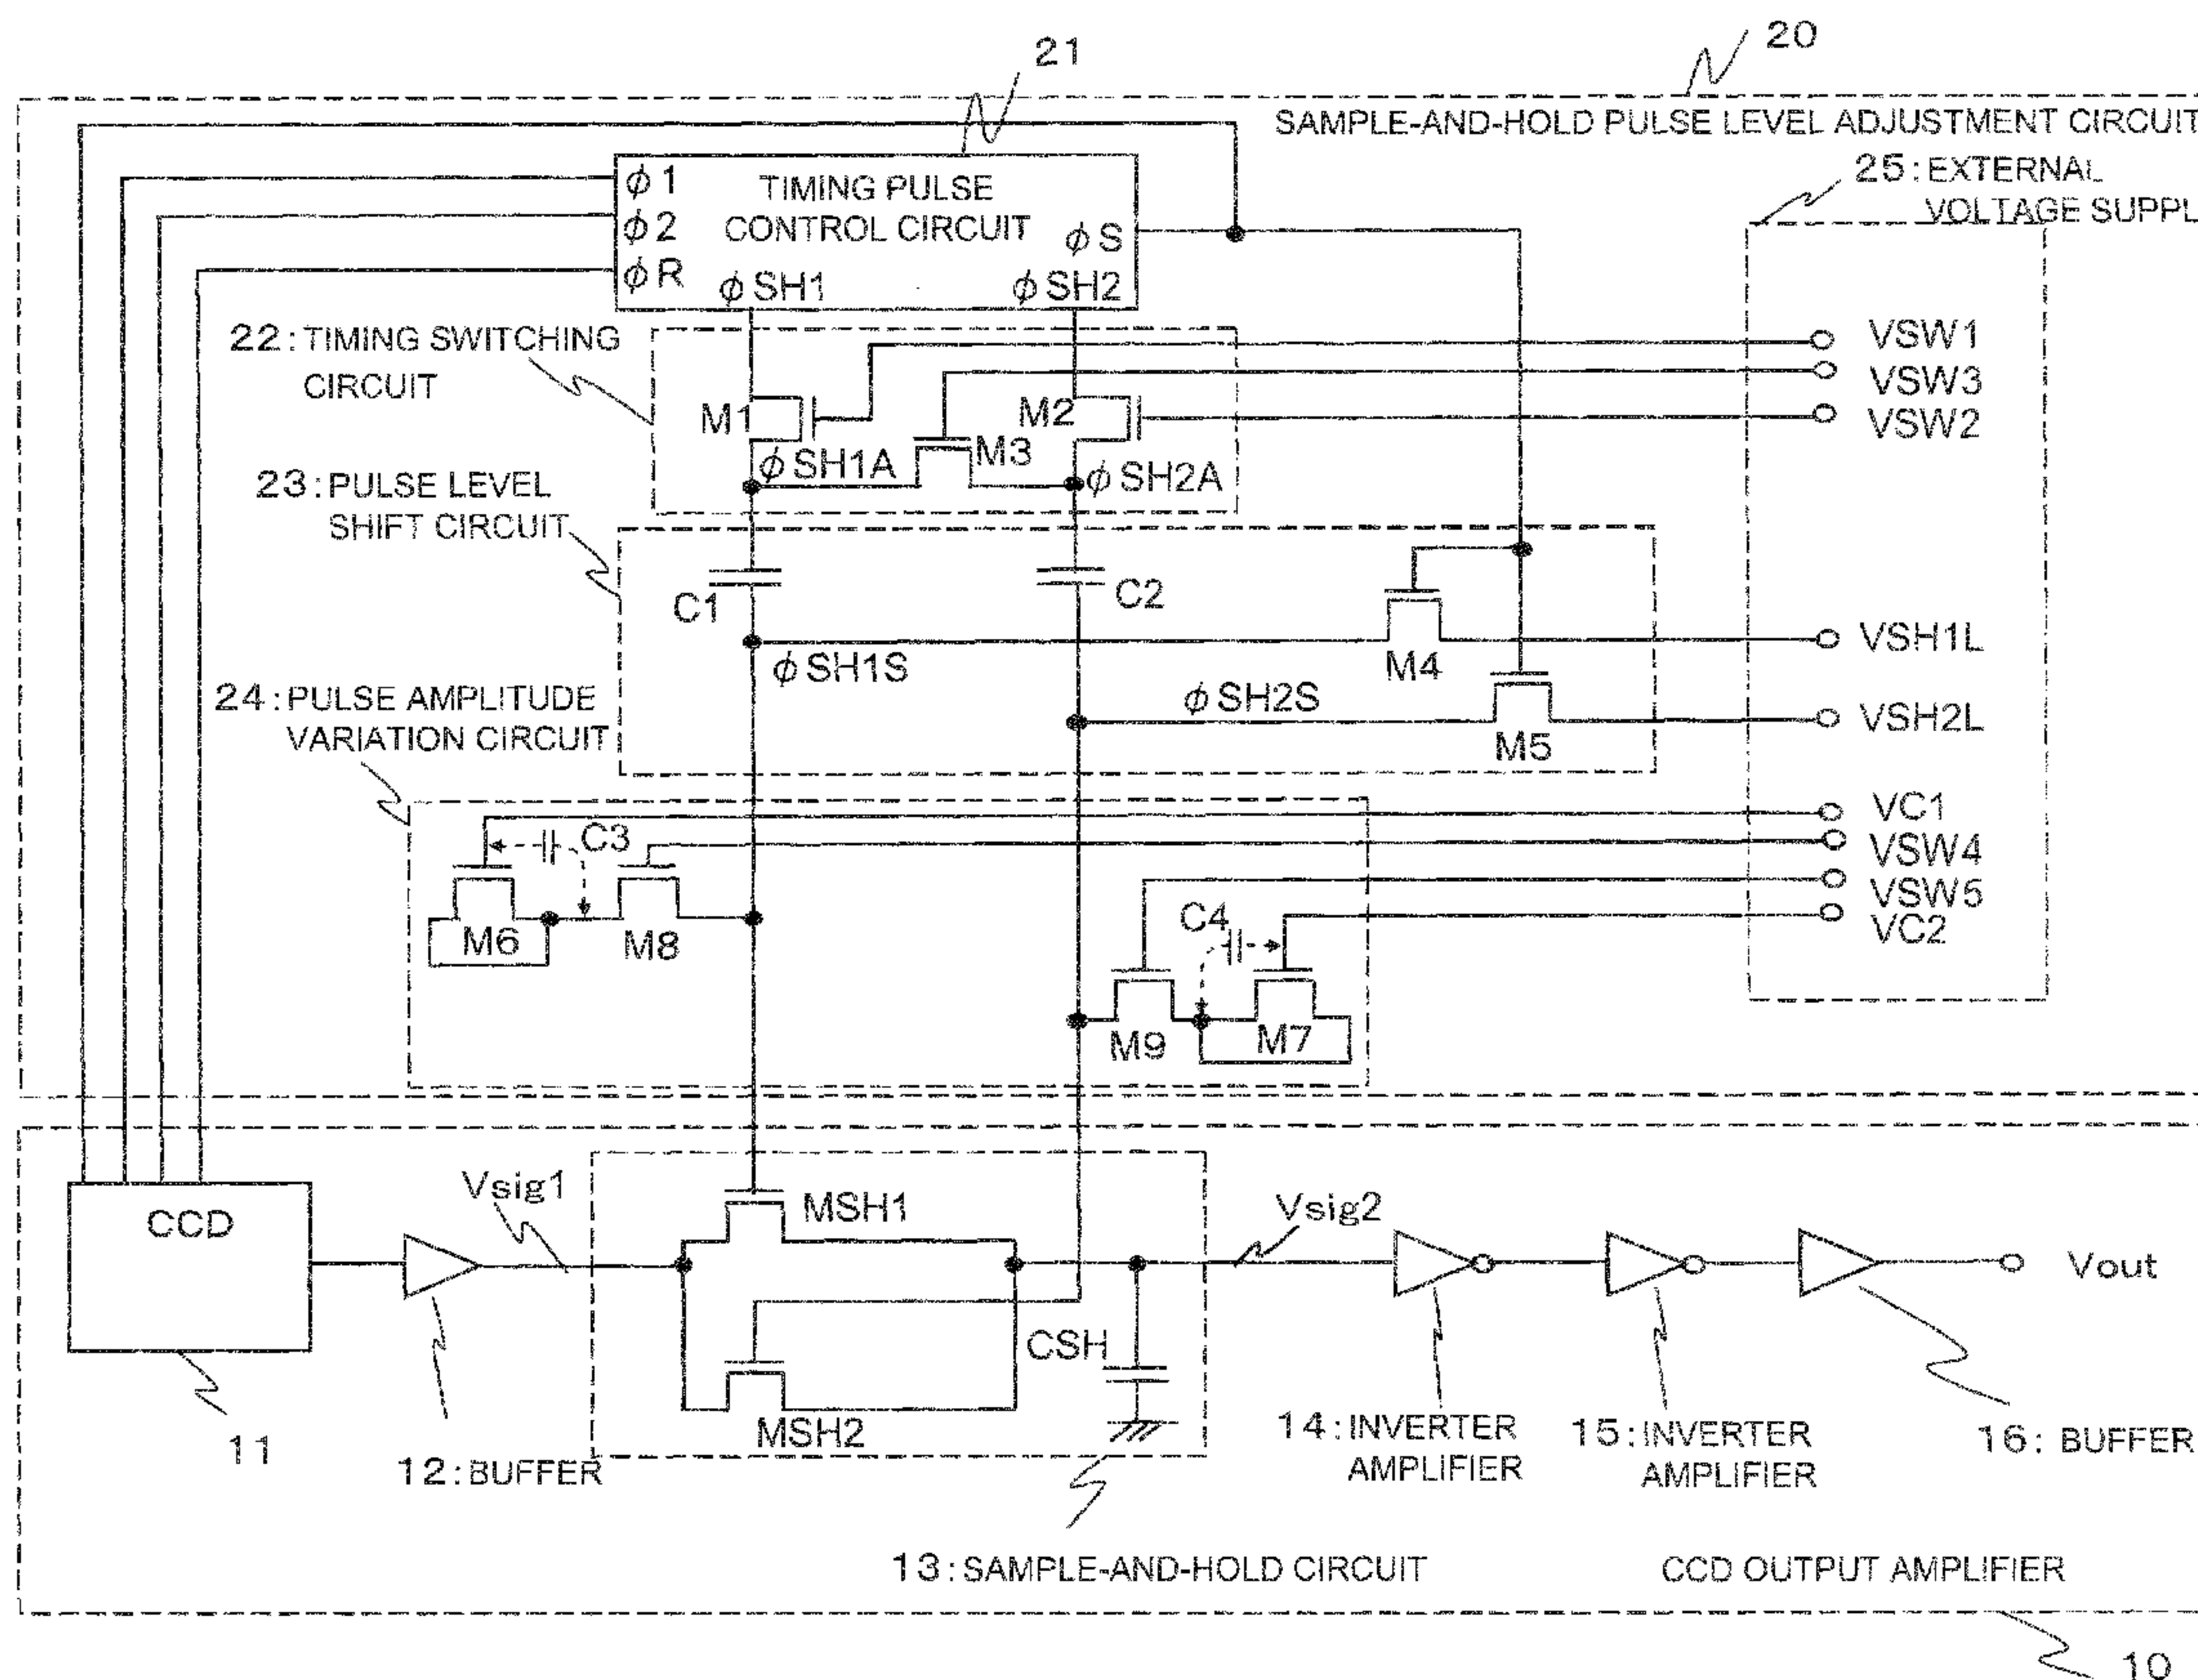 20
21
SAMPLE-AND-HOLD PULSE LEVEL ADJUSTMENT CIRCUIT
25:EXTERNAL
VOLTAGE SUPPL
ϕ1
TIMING PULSE
CONTROL CIRCUIT
ϕ2
ϕS
ϕR
ϕSH1
ϕSH2
22:TIMING SWITCHING
CIRCUIT
VSW1
VSW3
VSW2
M1
M2
M3
ϕSH1A
ϕSH2A
23:PULSE LEVEL
SHIFT CIRCUIT
C1
C2
ϕSH1S
M4
VSH1L
24:PULSE AMPLITUDE
VARIATION CIRCUIT
ϕSH2S
M5
VSH2L
VC1
C3
VSW4
VSW5
C4
VC2
M6
M8
M9
M7
Vsig1
CCD
MSH1
Vsig2
Vout
CSH
MSH2
11
12:BUFFER
14:INVERTER
AMPLIFIER
15:INVERTER
AMPLIFIER
16: BUFFER
13:SAMPLE-AND-HOLD CIRCUIT
CCD OUTPUT AMPLIFIER
10